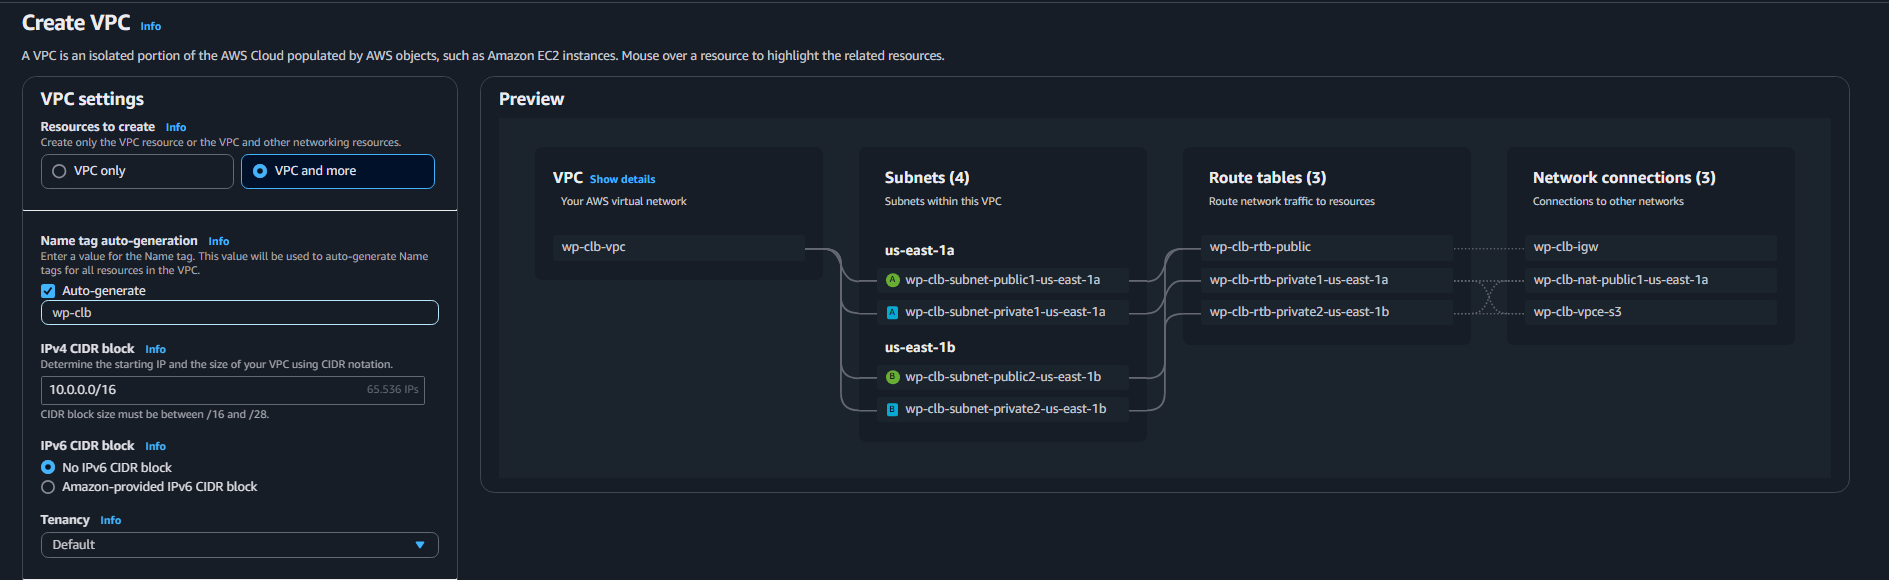 Create VPC Info
A VPC is an isolated portion of the AWS Cloud populated by AWS objects, such as Amazon EC2 instances. Mouse over a resource to highlight the related resources.
VPC settings
Resources to create Info
Create only the VPC resource or the VPC and other networking resources.
VPC only
VPC and more
Name tag auto-generation Info
Enter a value for the Name tag. This value will be used to auto-generate Name
tags for all resources in the VPC.
Auto-generate
wp-clb
IPv4 CIDR block Info
Determine the starting IP and the size of your VPC using CIDR notation.
10.0.0.0/16 65.536 IPs
CIDR block size must be between /16 and /28.
IPv6 CIDR block Info
No IPv6 CIDR block
Amazon-provided IPv6 CIDR block
Tenancy Info
Default
Preview
VPC Show details
Your AWS virtual network
wp-clb-vpc
Subnets (4)
Subnets within this VPC
us-east-1a
A wp-clb-subnet-public1-us-east-1a
A wp-clb-subnet-private1-us-east-1a
us-east-1b
B wp-clb-subnet-public2-us-east-1b
B wp-clb-subnet-private2-us-east-1b
Route tables (3)
Route network traffic to resources
wp-clb-rtb-public
wp-clb-rtb-private1-us-east-1a
wp-clb-rtb-private2-us-east-1b
Network connections (3)
Connections to other networks
wp-clb-igw
wp-clb-nat-public1-us-east-1a
wp-clb-vpce-s3